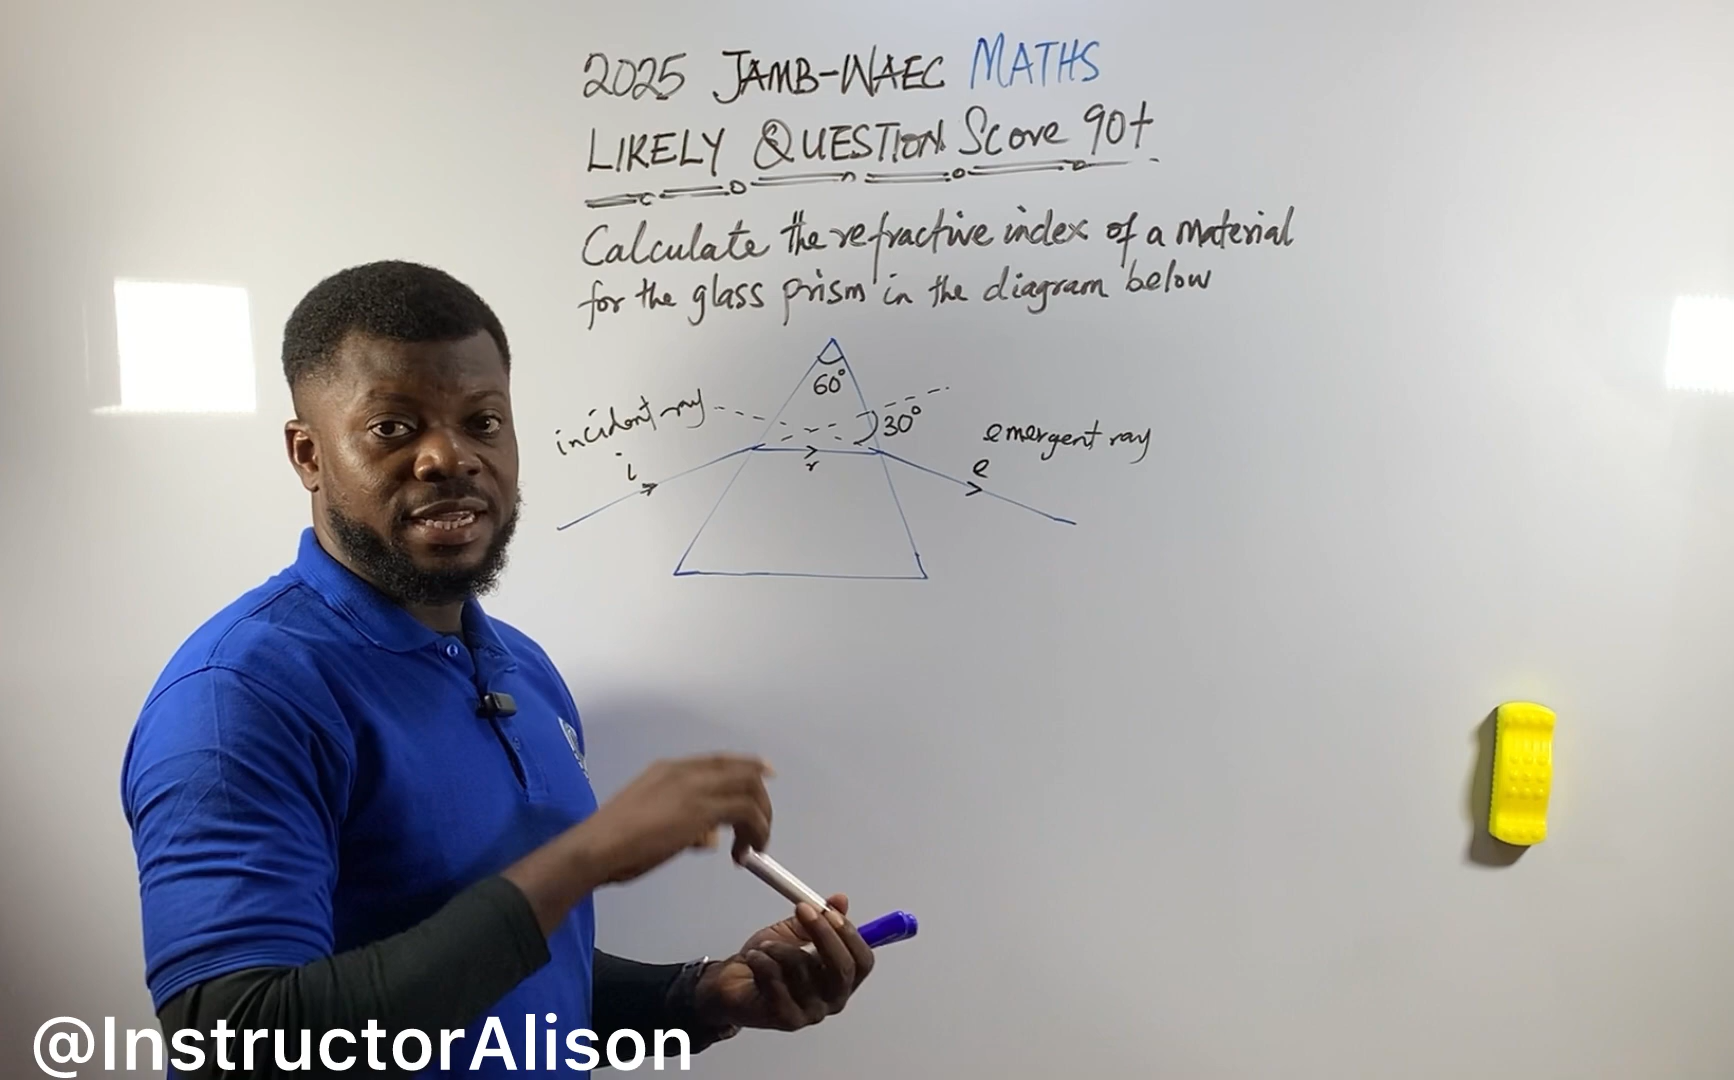 2025 JAMB-WAEC MATHS
LIKELY QUESTION Score 90+
Calculate the refractive index of a material
for the glass prism in the diagram below
60°
incident ray
30°
emergent ray
i
r
e
@InstructorAlison